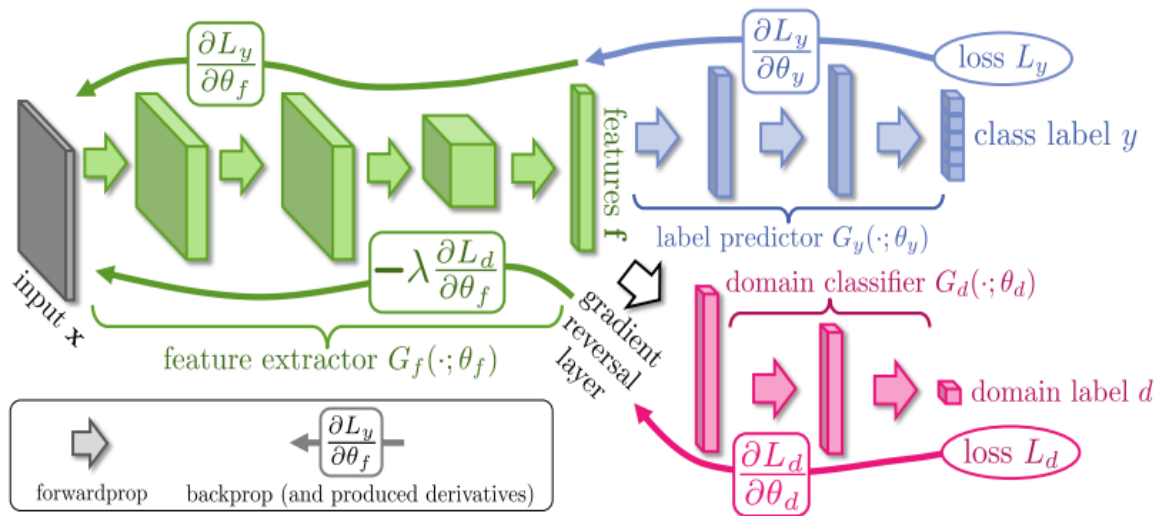 ∂L_y/∂θ_f
∂L_y/∂θ_y
loss L_y
features f
class label y
label predictor G_y(·; θ_y)
input x
−λ ∂L_d/∂θ_f
feature extractor G_f(·; θ_f)
gradient
reversal
layer
domain classifier G_d(·; θ_d)
domain label d
∂L_d/∂θ_d
loss L_d
∂L_y/∂θ_f
forwardprop
backprop (and produced derivatives)